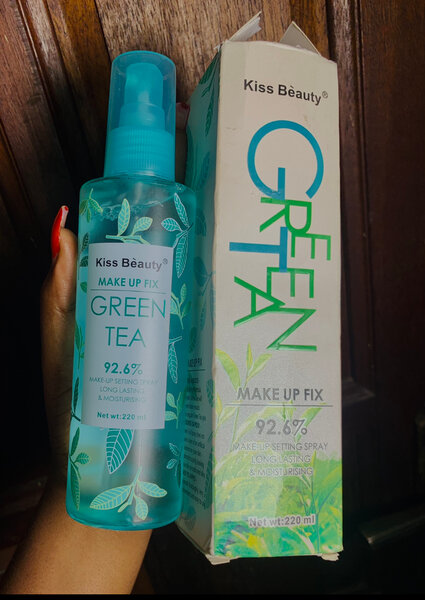 Kiss Bèauty®
MAKE UP FIX
GREEN
TEA
92.6%
MAKE-UP SETTING SPRAY
LONG LASTING
& MOISTURISING
Net wt: 220 ml
Kiss Bèauty®
GREEN
TEA
MAKE UP FIX
92.6%
MAKE-UP SETTING SPRAY
LONG LASTING
& MOISTURISING
Net wt: 220 ml